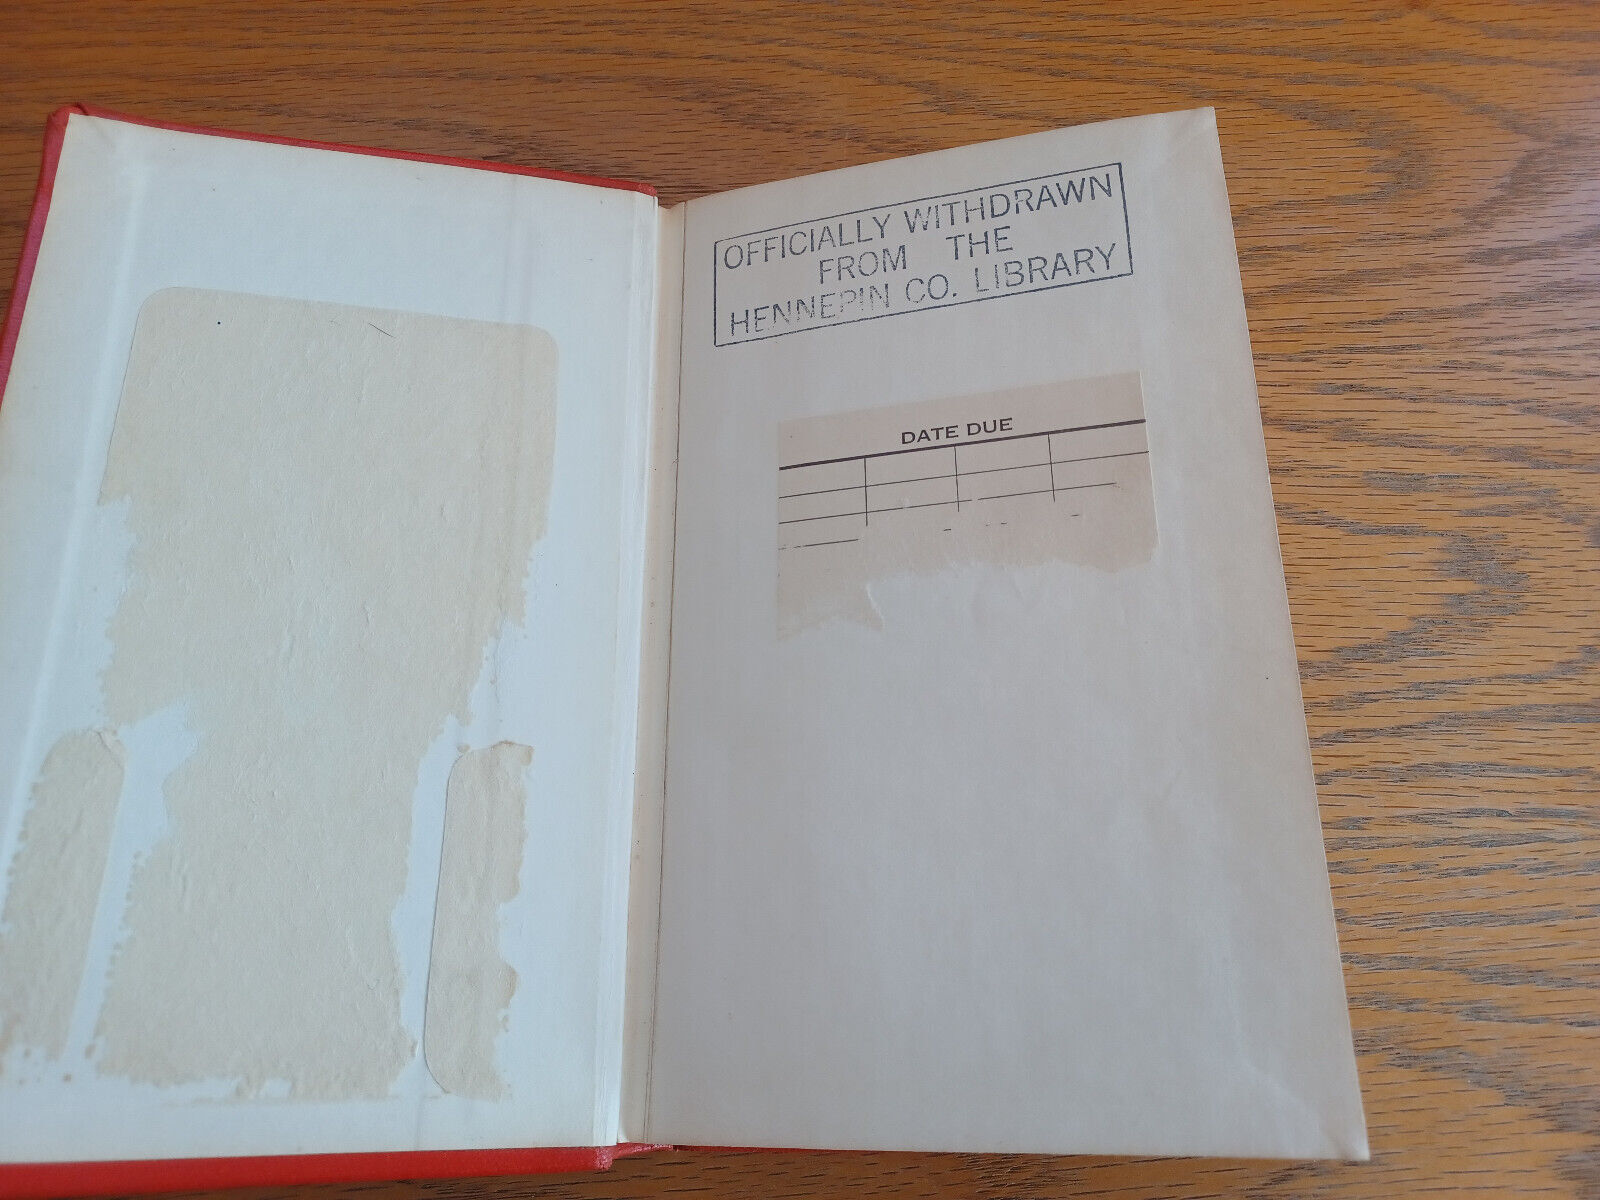 OFFICIALLY WITHDRAWN
FROM THE
HENNEPIN CO. LIBRARY
DATE DUE